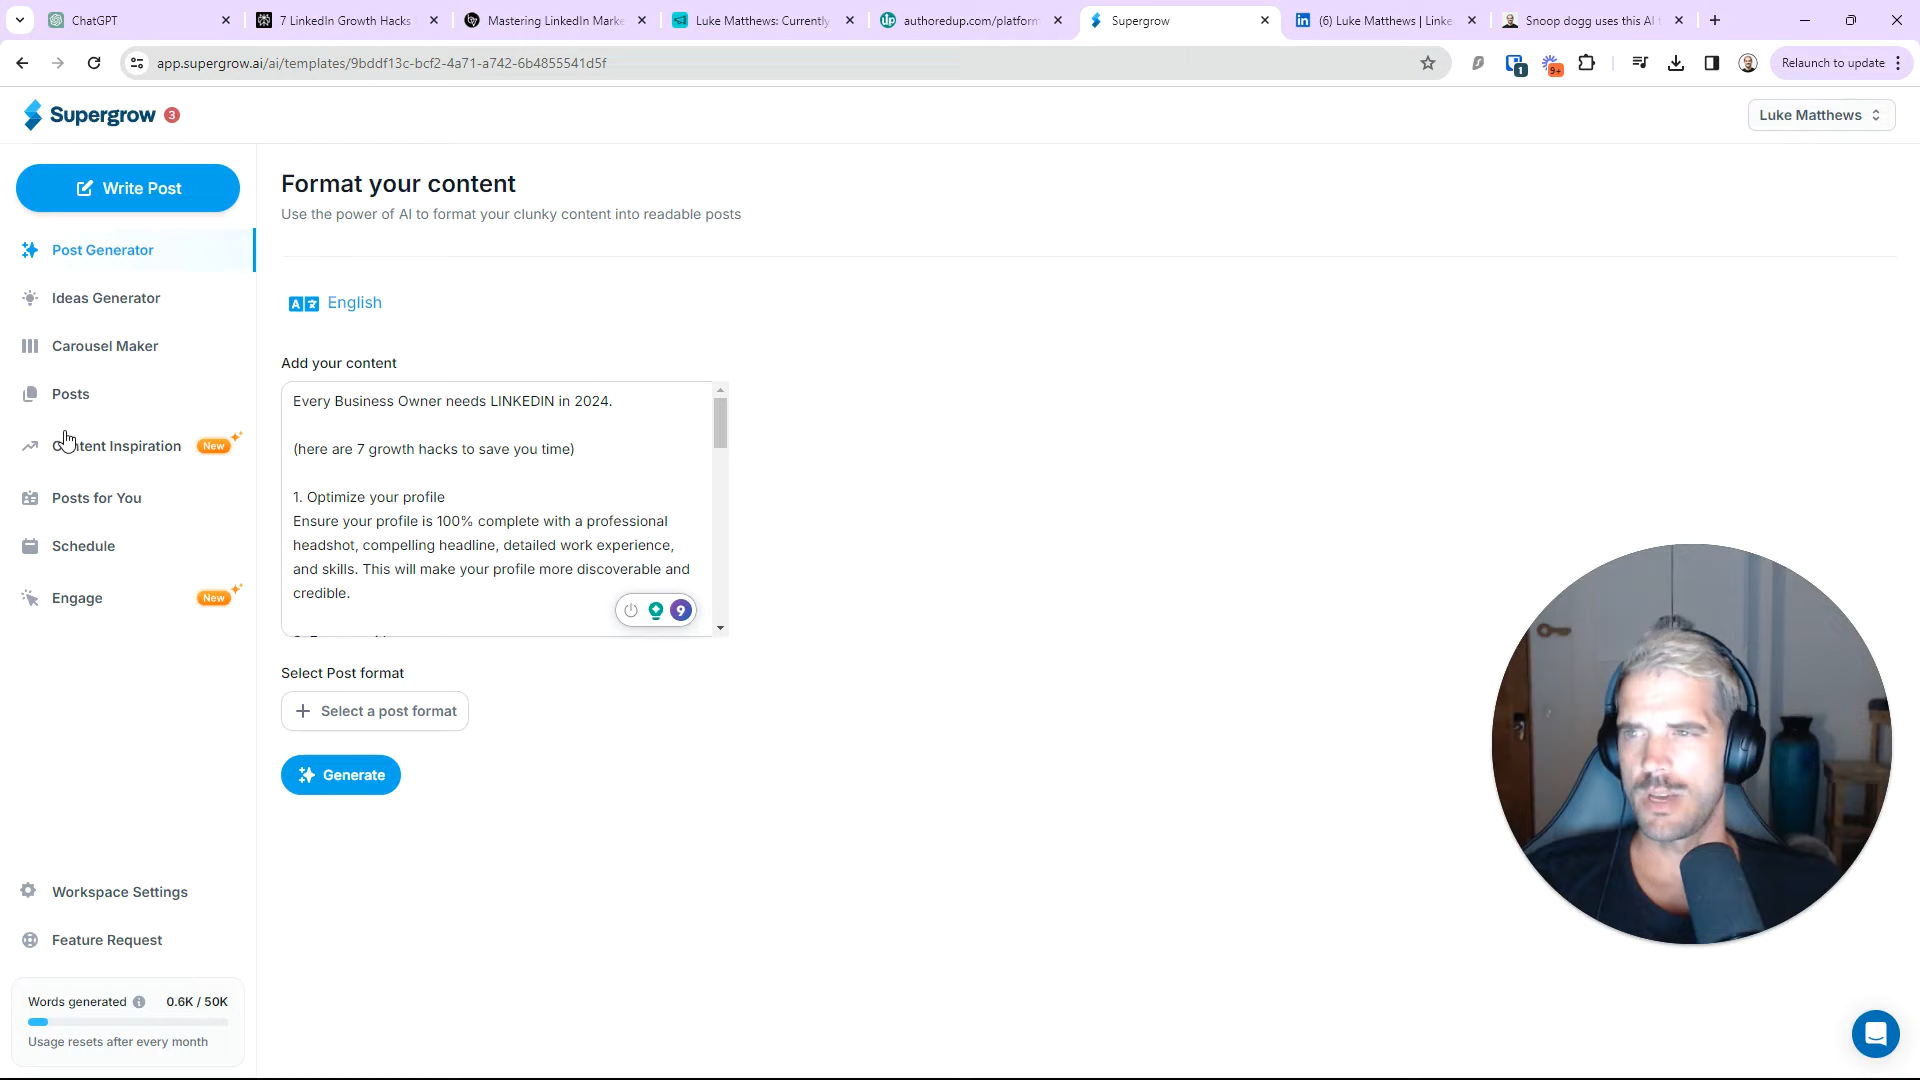 ChatGPT
7 LinkedIn Growth Hacks
Mastering LinkedIn Marke
Luke Matthews: Currently
authoredup.com/platform
Supergrow
(6) Luke Matthews | Linke
Snoop dogg uses this AI t
app.supergrow.ai/ai/templates/9bddf13c-bcf2-4a71-a742-6b4855541d5f
1
9+
Relaunch to update
Supergrow 3
Luke Matthews
Write Post
Post Generator
Ideas Generator
Carousel Maker
Posts
Content Inspiration New
Posts for You
Schedule
Engage New
Workspace Settings
Feature Request
Words generated 0.6K / 50K
Usage resets after every month
Format your content
Use the power of AI to format your clunky content into readable posts
English
Add your content
Every Business Owner needs LINKEDIN in 2024.
(here are 7 growth hacks to save you time)
1. Optimize your profile
Ensure your profile is 100% complete with a professional
headshot, compelling headline, detailed work experience,
and skills. This will make your profile more discoverable and
credible.
9
Select Post format
Select a post format
Generate